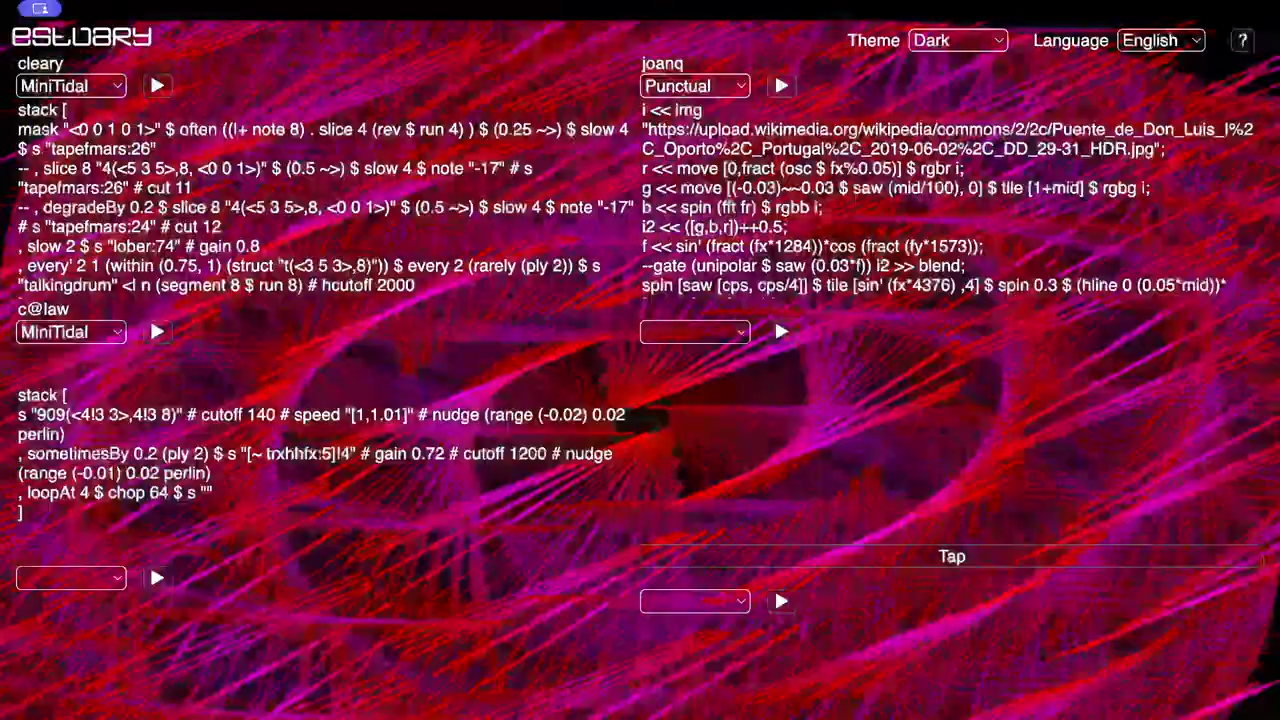 estuary
Theme Dark Language English ?
cleary
MiniTidal
stack [
mask "<0 0 1 0 1>" $ often ((|+ note 8) . slice 4 (rev $ run 4) ) $ (0.25 ~>) $ slow 4
$ s "tapefmars:26"
-- , slice 8 "4(<5 3 5>,8, <0 0 1>)" $ (0.5 ~>) $ slow 4 $ note "-17" # s
"tapefmars:26" # cut 11
-- , degradeBy 0.2 $ slice 8 "4(<5 3 5>,8, <0 0 1>)" $ (0.5 ~>) $ slow 4 $ note "-17"
# s "tapefmars:24" # cut 12
, slow 2 $ s "lober:74" # gain 0.8
, every' 2 1 (within (0.75, 1) (struct "t(<3 5 3>,8)")) $ every 2 (rarely (ply 2)) $ s
"talkingdrum" <| n (segment 8 $ run 8) # hcutoff 2000
joanq
Punctual
i << img
"https://upload.wikimedia.org/wikipedia/commons/2/2c/Puente_de_Don_Luis_I%2
C_Oporto%2C_Portugal%2C_2019-06-02%2C_DD_29-31_HDR.jpg";
r << move [0,fract (osc $ fx%0.05)] $ rgbr i;
g << move [(-0.03)~~0.03 $ saw (mid/100), 0] $ tile [1+mid] $ rgbg i;
b << spin (fft fr) $ rgbb i;
i2 << ([g,b,r])++0.5;
f << sin' (fract (fx*1284))*cos (fract (fy*1573));
--gate (unipolar $ saw (0.03*f)) i2 >> blend;
spin [saw [cps, cps/4]] $ tile [sin' (fx*4376) ,4] $ spin 0.3 $ (hline 0 (0.05*mid))*
c@law
MiniTidal
stack [
s "909(<4!3 3>,4!3 8)" # cutoff 140 # speed "[1,1.01]" # nudge (range (-0.02) 0.02
perlin)
, sometimesBy 0.2 (ply 2) $ s "[~ trxhhfx:5]!4" # gain 0.72 # cutoff 1200 # nudge
(range (-0.01) 0.02 perlin)
, loopAt 4 $ chop 64 $ s ""
]
Tap